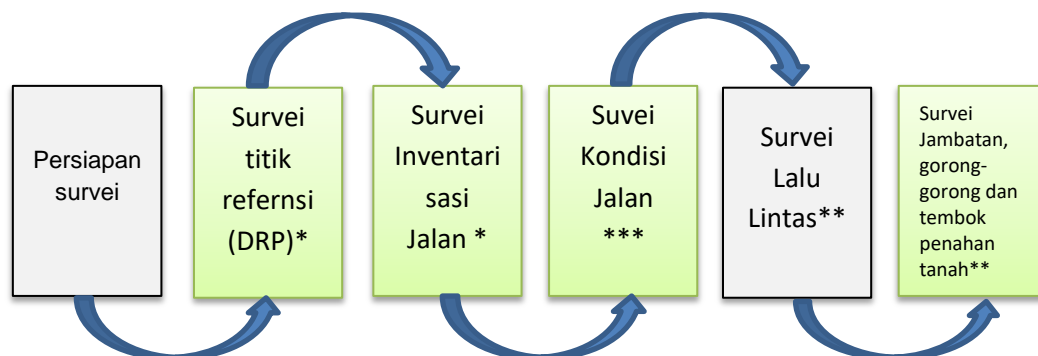 Persiapan
survei
Survei
titik
refernsi
(DRP)*
Survei
Inventari
sasi
Jalan *
Suvei
Kondisi
Jalan
***
Survei
Lalu
Lintas**
Survei
Jambatan,
gorong-
gorong dan
tembok
penahan
tanah**